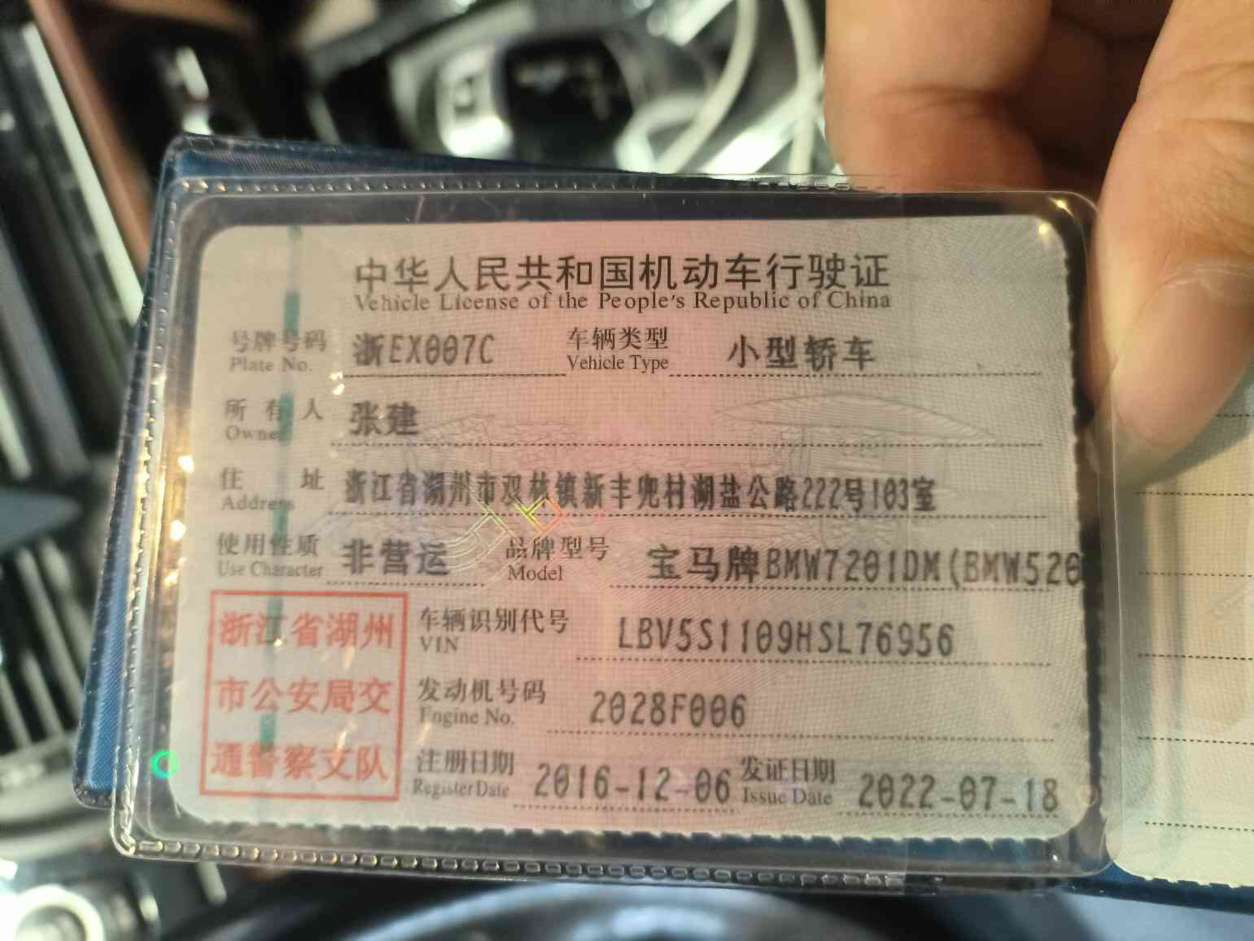 中华人民共和国机动车行驶证
Vehicle License of the People's Republic of China
号牌号码 浙EX007C 车辆类型 小型轿车
Plate No. Vehicle Type
所有人 张建
Owner
住址 浙江省湖州市双林镇新丰兜村湖盐公路222号103室
Address
使用性质 非营运 品牌型号 宝马牌BMW7201DM(BMW520
Use Character Model
浙江省湖州 车辆识别代号 LBV5S1109HSL76956
VIN
市公安局交 发动机号码 2028F006
Engine No.
通警察支队 注册日期 2016-12-06 发证日期 2022-07-18
Register Date Issue Date